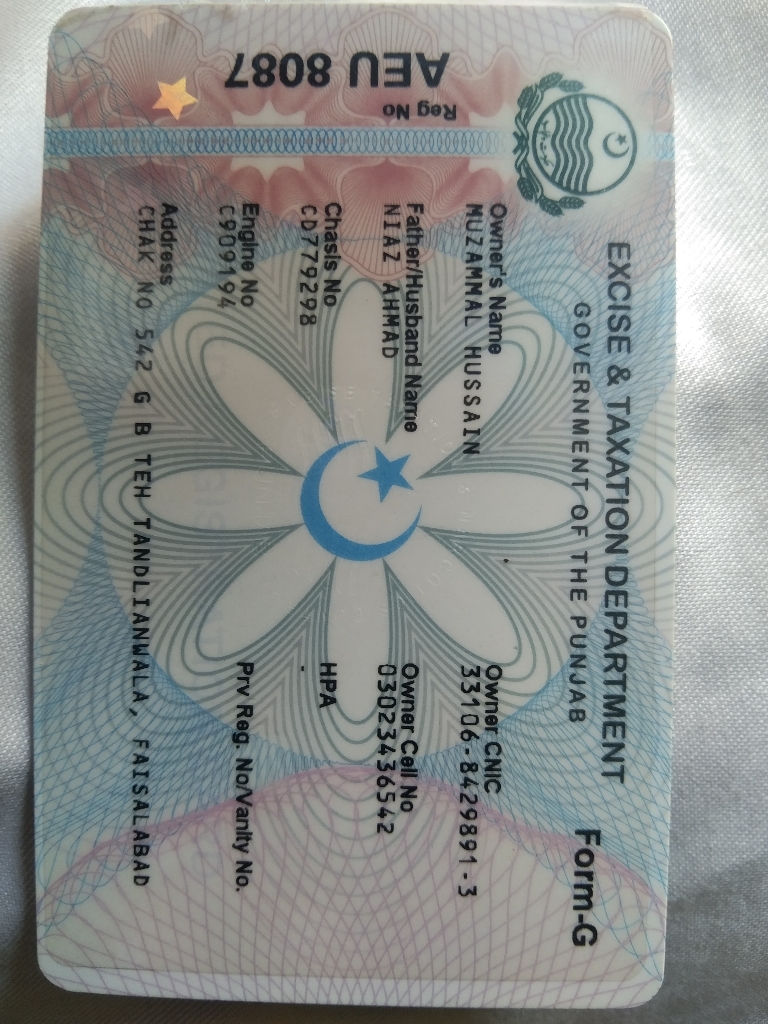 EXCISE & TAXATION DEPARTMENT
GOVERNMENT OF THE PUNJAB
Form-G
Reg No
AEU 8087
Owner's Name
MUZAMMAL HUSSAIN
Owner CNIC
33106-8429891-3
Father/Husband Name
NIAZ AHMAD
Owner Cell No
03023436542
Chasis No
CD779298
HPA
-
Engine No
C909194
Prv Reg. No/Vanity No.
Address
CHAK NO 542 G B TEH TANDLIANWALA, FAISALABAD